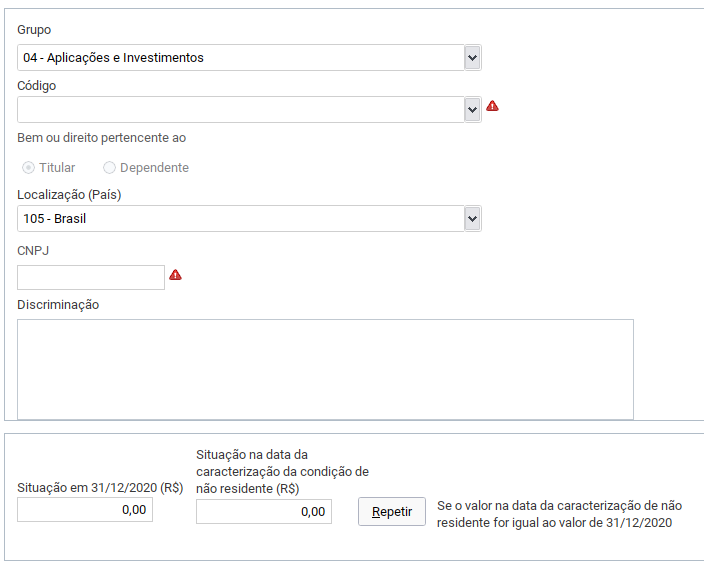 Grupo
04 - Aplicações e Investimentos
Código
Bem ou direito pertencente ao
Titular Dependente
Localização (País)
105 - Brasil
CNPJ
Discriminação
Situação em 31/12/2020 (R$)
0,00
Situação na data da
caracterização da condição de
não residente (R$)
0,00
Repetir
Se o valor na data da caracterização de não
residente for igual ao valor de 31/12/2020